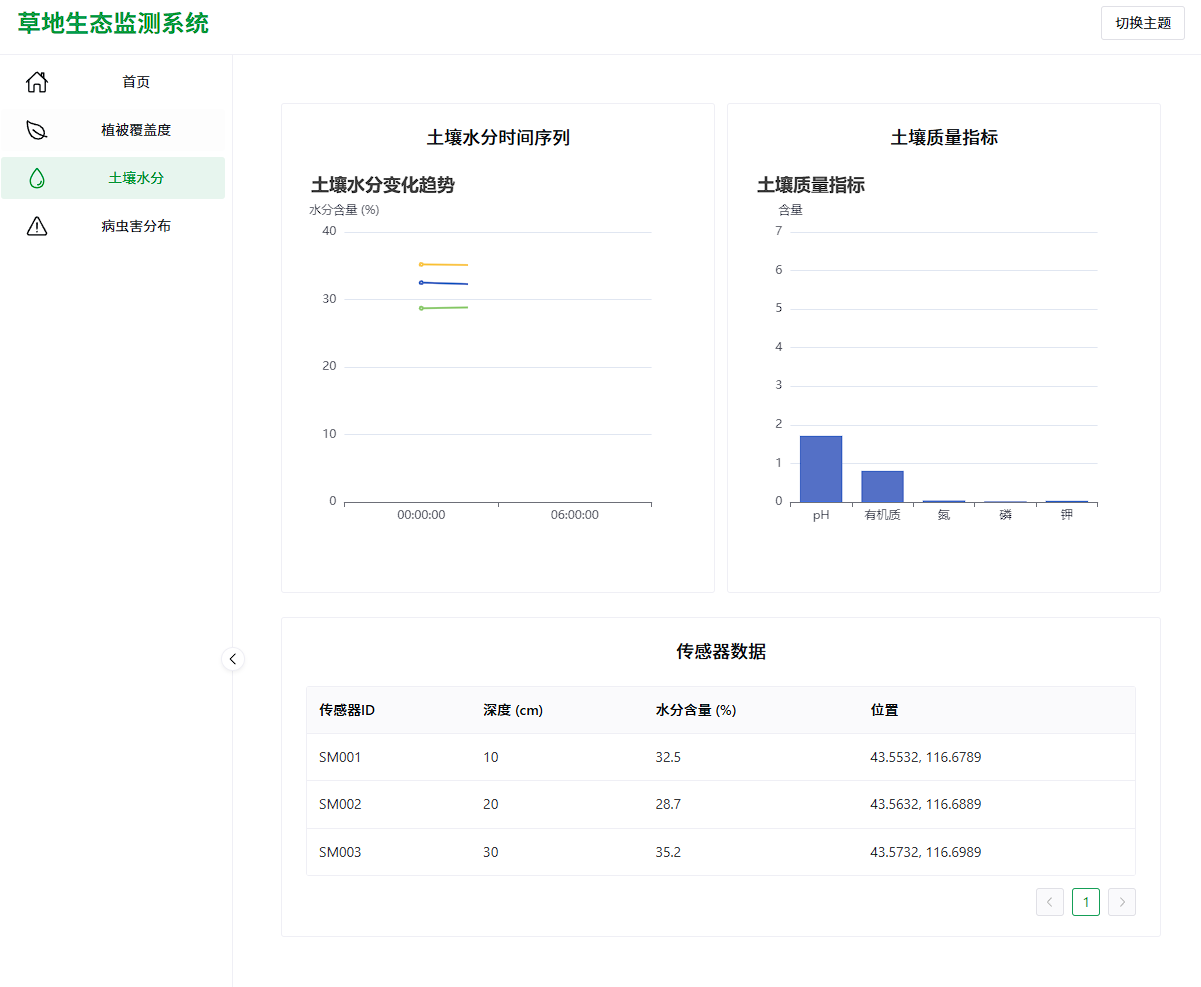 草地生态监测系统
切换主题
首页
植被覆盖度
土壤水分
病虫害分布
土壤水分时间序列
土壤水分变化趋势
水分含量 (%)
40
30
20
10
0
00:00:00 06:00:00
土壤质量指标
土壤质量指标
含量
7
6
5
4
3
2
1
0
pH 有机质 氮 磷 钾
传感器数据
传感器ID 深度 (cm) 水分含量 (%) 位置
SM001 10 32.5 43.5532, 116.6789
SM002 20 28.7 43.5632, 116.6889
SM003 30 35.2 43.5732, 116.6989
1